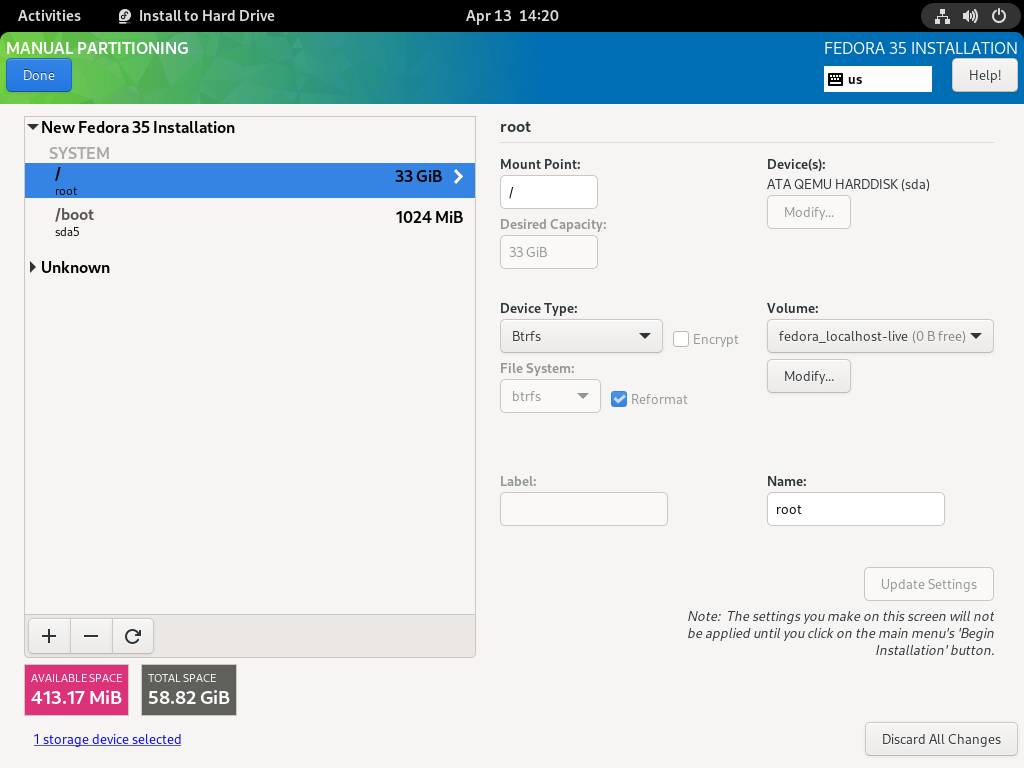 Activities
Install to Hard Drive
Apr 13 14:20
MANUAL PARTITIONING
FEDORA 35 INSTALLATION
Done
us
Help!
New Fedora 35 Installation
SYSTEM
/
33 GiB
root
/boot
1024 MiB
sda5
Unknown
AVAILABLE SPACE
413.17 MiB
TOTAL SPACE
58.82 GiB
1 storage device selected
root
Mount Point:
/
Desired Capacity:
33 GiB
Device(s):
ATA QEMU HARDDISK (sda)
Modify...
Device Type:
Btrfs
Encrypt
Volume:
fedora_localhost-live (0 B free)
File System:
btrfs
Reformat
Modify...
Label:
Name:
root
Update Settings
Note: The settings you make on this screen will not
be applied until you click on the main menu's 'Begin
Installation' button.
Discard All Changes